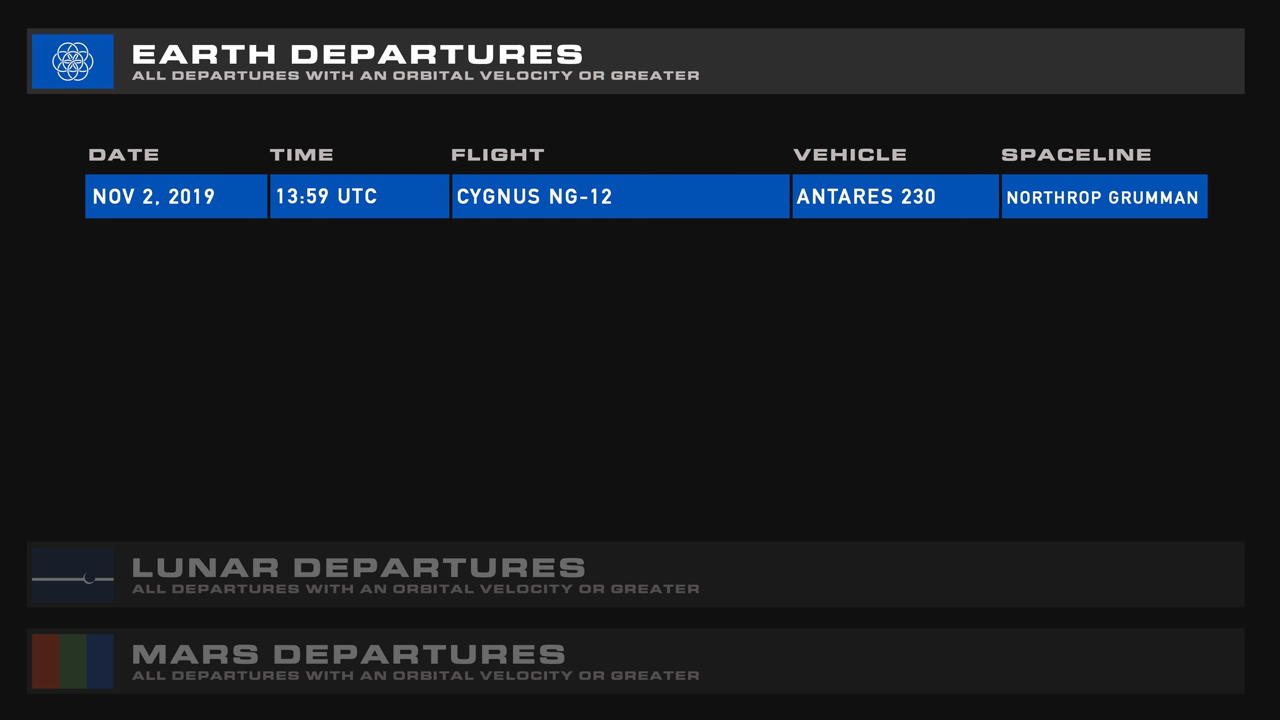 EARTH DEPARTURES
ALL DEPARTURES WITH AN ORBITAL VELOCITY OR GREATER
DATE TIME FLIGHT VEHICLE SPACELINE
NOV 2, 2019 13:59 UTC CYGNUS NG-12 ANTARES 230 NORTHROP GRUMMAN
LUNAR DEPARTURES
ALL DEPARTURES WITH AN ORBITAL VELOCITY OR GREATER
MARS DEPARTURES
ALL DEPARTURES WITH AN ORBITAL VELOCITY OR GREATER